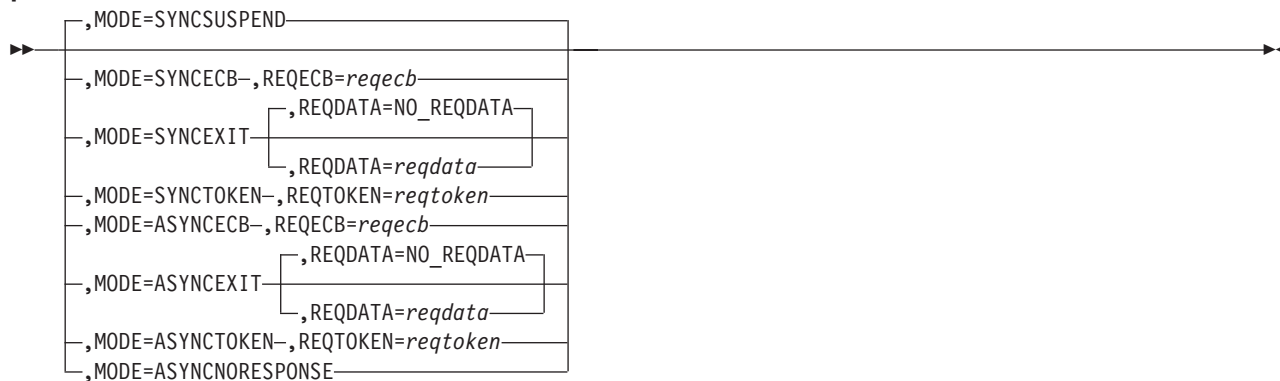 ,MODE=SYNCSUSPEND
,MODE=SYNCECB ,REQECB=reqecb
,REQDATA=NO_REQDATA
,MODE=SYNCEXIT
,REQDATA=reqdata
,MODE=SYNCTOKEN ,REQTOKEN=reqtoken
,MODE=ASYNCECB ,REQECB=reqecb
,REQDATA=NO_REQDATA
,MODE=ASYNCEXIT
,REQDATA=reqdata
,MODE=ASYNCTOKEN ,REQTOKEN=reqtoken
,MODE=ASYNCNORESPONSE